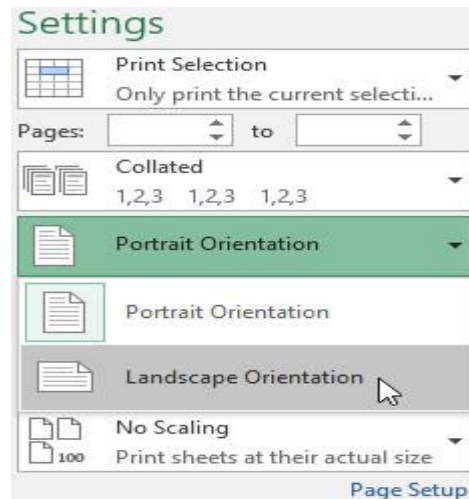 Settings
Print Selection
Only print the current selecti...
Pages: to
Collated
1,2,3 1,2,3 1,2,3
Portrait Orientation
Portrait Orientation
Landscape Orientation
No Scaling
100 Print sheets at their actual size
Page Setup